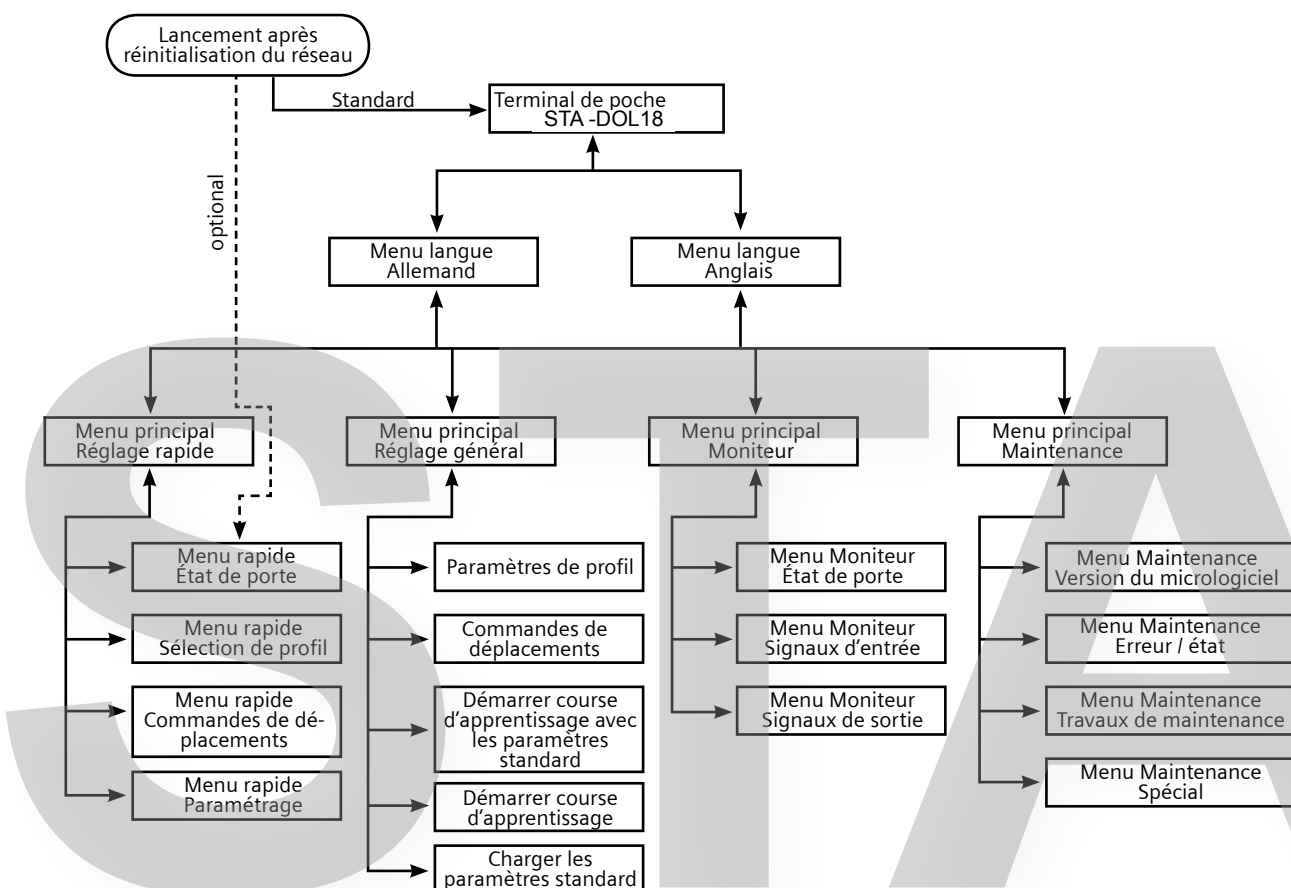 Lancement après
réinitialisation du réseau
Standard
Terminal de poche
STA -DOL18
optional
Menu langue
Allemand
Menu langue
Anglais
Menu principal
Réglage rapide
Menu principal
Réglage général
Menu principal
Moniteur
Menu principal
Maintenance
Menu rapide
État de porte
Menu rapide
Sélection de profil
Menu rapide
Commandes de dé-
placements
Menu rapide
Paramétrage
Paramètres de profil
Commandes de
déplacements
Démarrer course
d'apprentissage avec
les paramètres
standard
Démarrer course
d'apprentissage
Charger les
paramètres standard
Menu Moniteur
État de porte
Menu Moniteur
Signaux d'entrée
Menu Moniteur
Signaux de sortie
Menu Maintenance
Version du micrologiciel
Menu Maintenance
Erreur / état
Menu Maintenance
Travaux de maintenance
Menu Maintenance
Spécial
STA